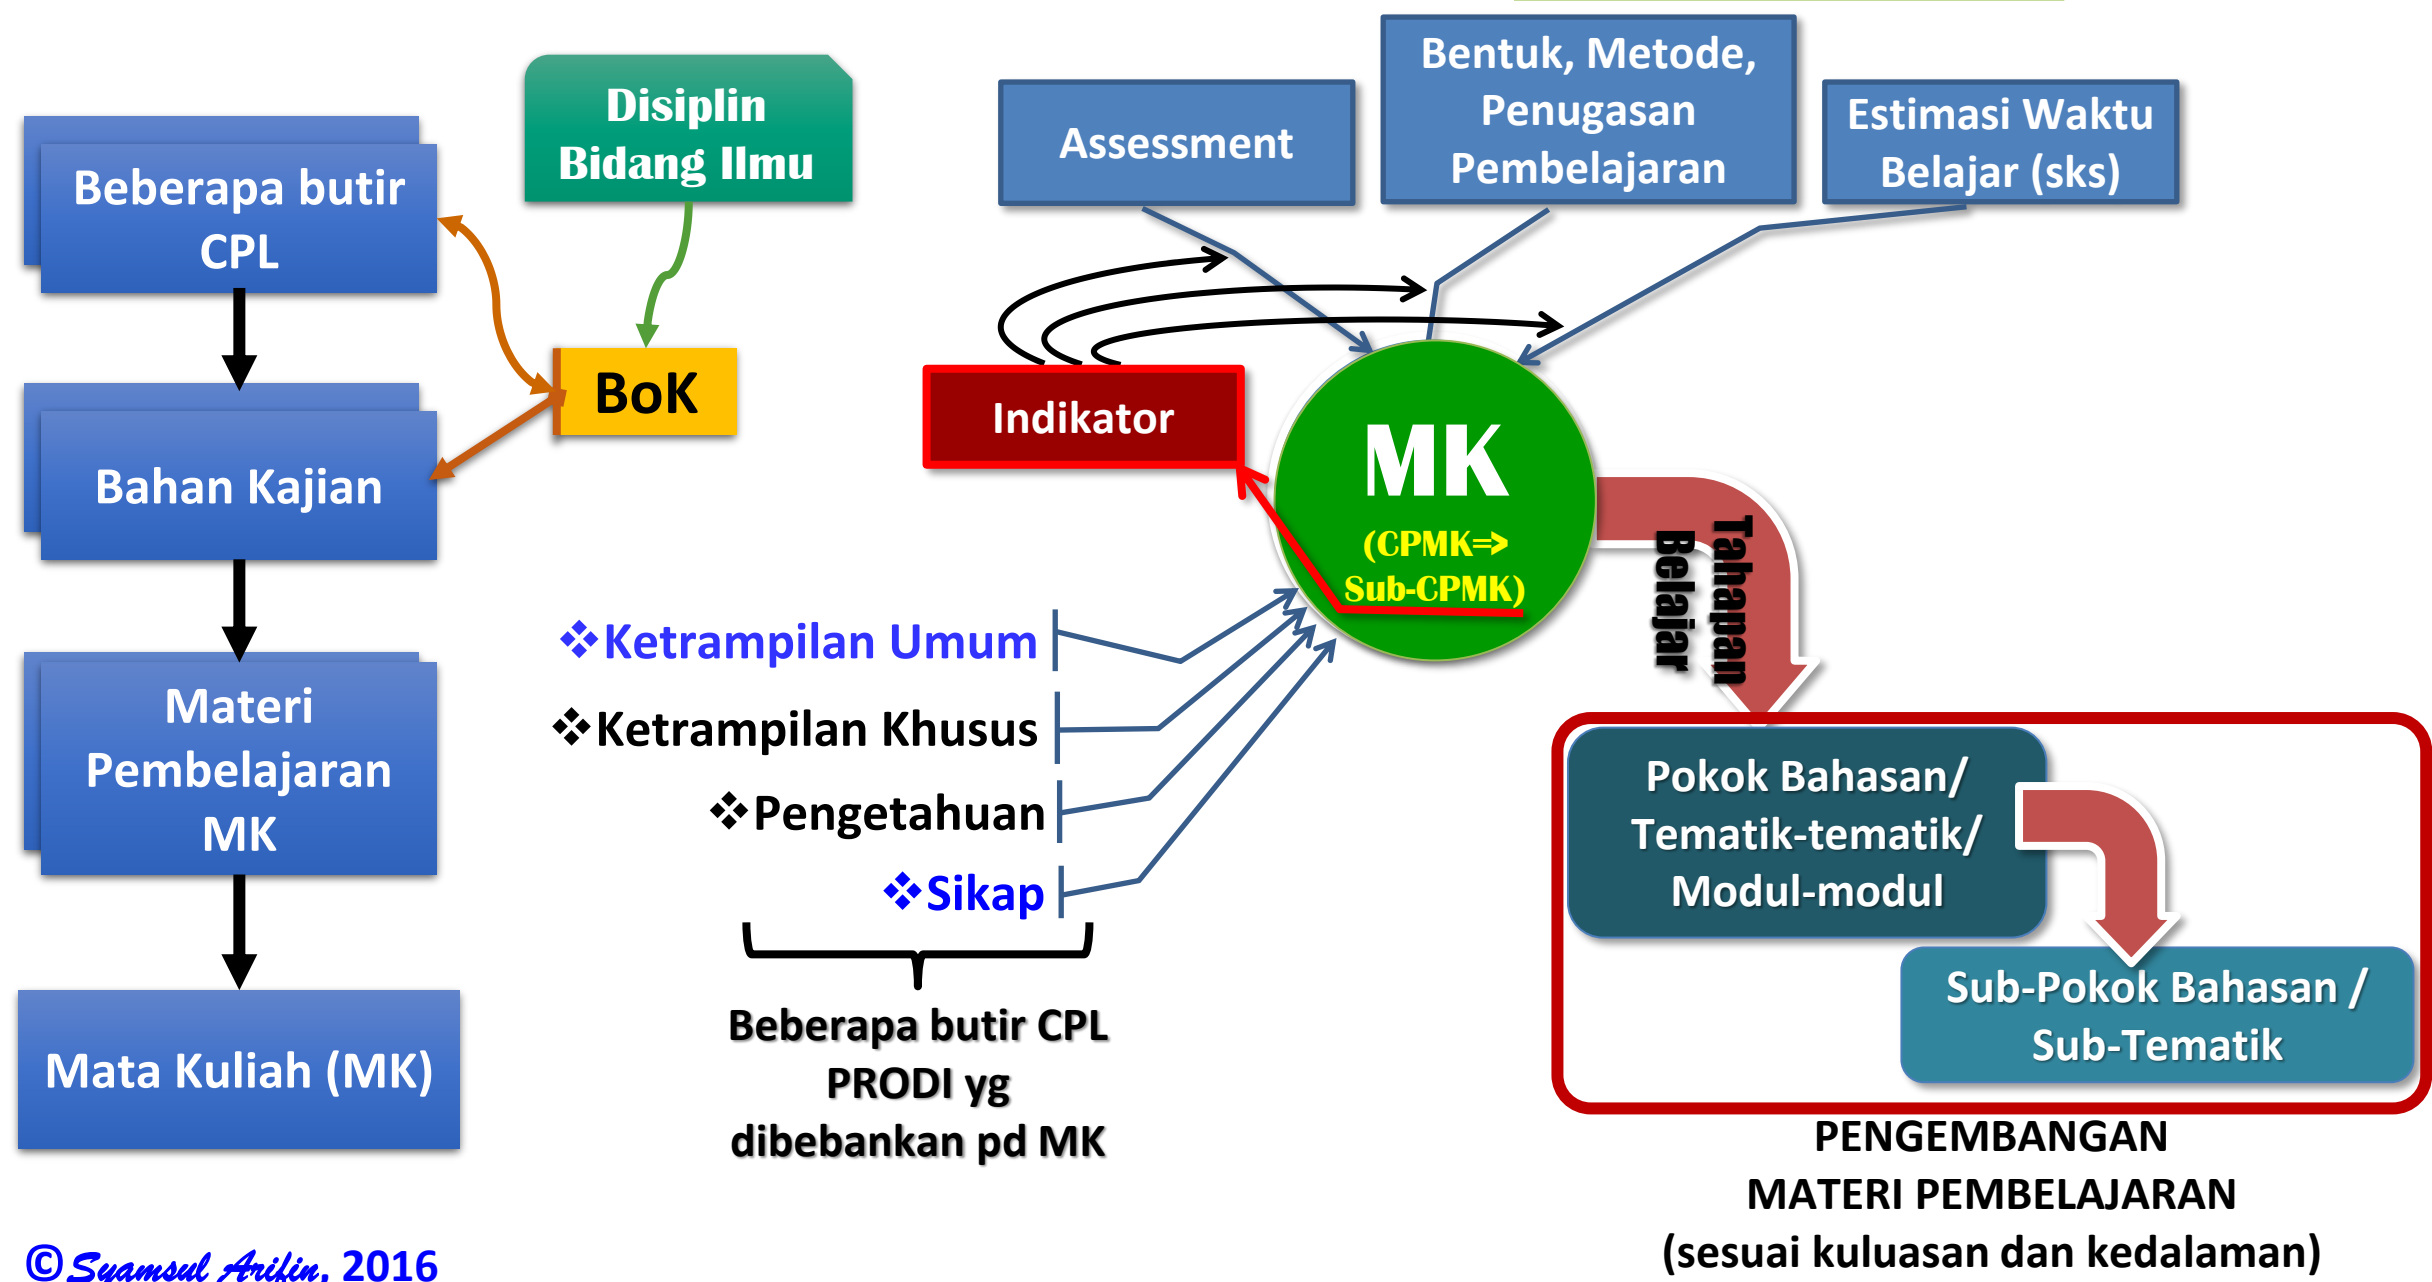 Beberapa butir
CPL
Bahan Kajian
Materi
Pembelajaran
MK
Mata Kuliah (MK)
Disiplin
Bidang Ilmu
BoK
Assessment
Bentuk, Metode,
Penugasan
Pembelajaran
Estimasi Waktu
Belajar (sks)
Indikator
MK
(CPMK=>
Sub-CPMK)
Tahapan
Belajar
❖Ketrampilan Umum
❖Ketrampilan Khusus
❖Pengetahuan
❖Sikap
Beberapa butir CPL
PRODI yg
dibebankan pd MK
Pokok Bahasan/
Tematik-tematik/
Modul-modul
Sub-Pokok Bahasan /
Sub-Tematik
PENGEMBANGAN
MATERI PEMBELAJARAN
(sesuai kuluasan dan kedalaman)
©Syamsul Arifin, 2016